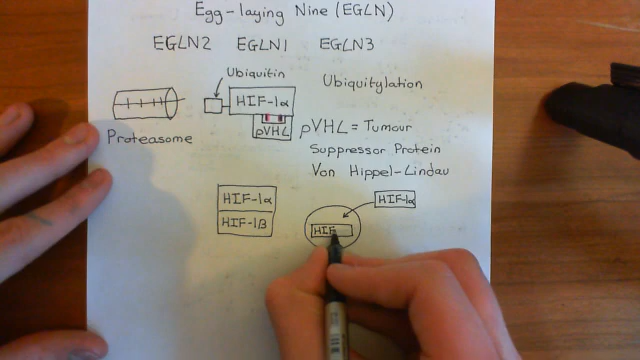 Egg-laying Nine (EGLN)
EGLN2 EGLN1 EGLN3
Ubiquitin
Ubiquitylation
HIF-1α
pVHL
Proteasome
pVHL = Tumour
Suppressor Protein
Von Hippel-Lindau
HIF-1α
HIF-1β
HIF-1α
HIF